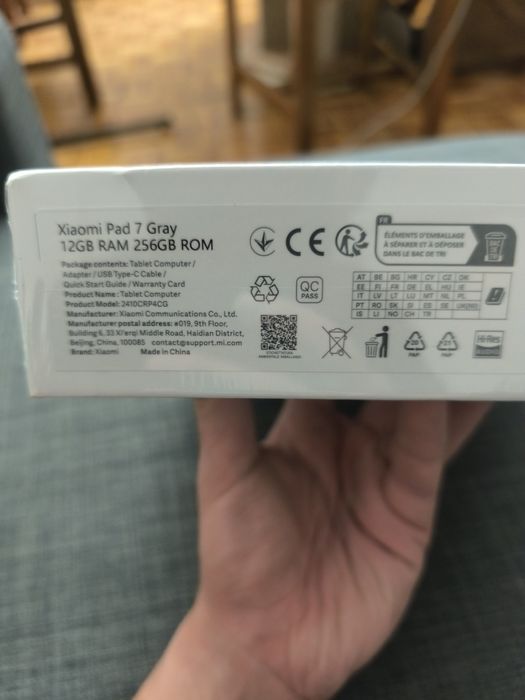 Xiaomi Pad 7 Gray
12GB RAM 256GB ROM
Package contents: Tablet Computer /
Adapter / USB Type-C Cable /
Quick Start Guide / Warranty Card
Product Name: Tablet Computer
Product Model: 2410CRP4CG
Manufacturer: Xiaomi Communications Co., Ltd.
Manufacturer postal address: #019, 9th Floor,
Building 6, 33 Xi'erqi Middle Road, Haidian District,
Beijing, China, 100085 contact@support.mi.com
Brand: Xiaomi Made in China
CE
FR
ÉLÉMENTS D'EMBALLAGE
À SÉPARER ET À DÉPOSER
DANS LE BAC DE TRI
QC
PASS
AT BE BG HR CY CZ DK
EE FI FR DE EL HU IE
IT LV LT LU MT NL PL
PT RO SK SI ES SE UK(NI)
IS LI NO CH TR
ETICHETTATURA
AMBIENTALE IMBALLAGGI
20
PAP
21
PAP
Hi-Res